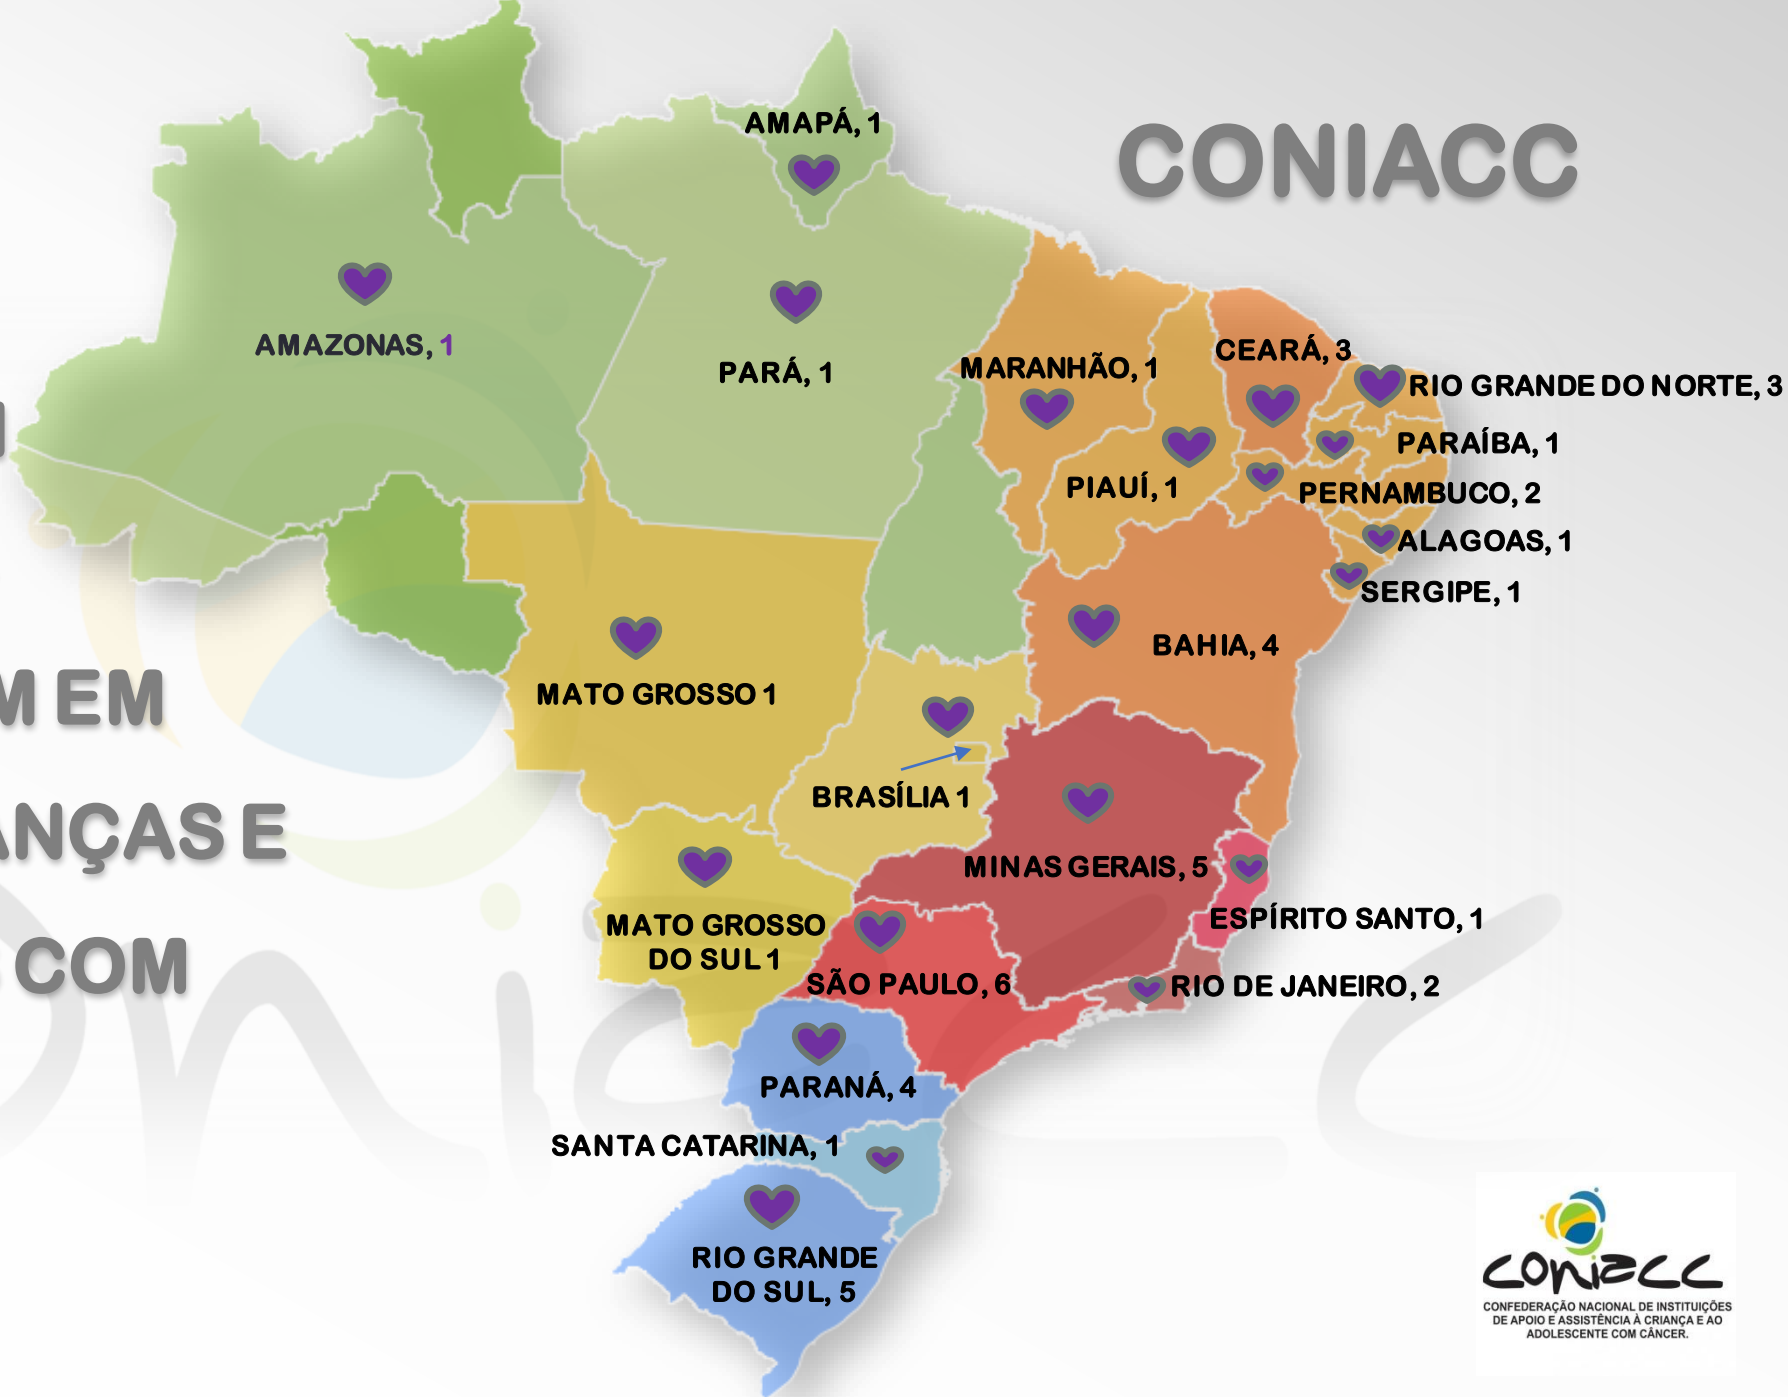 CONIACC
AMAPÁ, 1
AMAZONAS, 1
PARÁ, 1
MARANHÃO, 1
CEARÁ, 3
RIO GRANDE DO NORTE, 3
PARAÍBA, 1
PIAUÍ, 1
PERNAMBUCO, 2
ALAGOAS, 1
SERGIPE, 1
BAHIA, 4
MATO GROSSO 1
BRASÍLIA 1
MINAS GERAIS, 5
ESPÍRITO SANTO, 1
MATO GROSSO
DO SUL 1
SÃO PAULO, 6
RIO DE JANEIRO, 2
PARANÁ, 4
SANTA CATARINA, 1
RIO GRANDE
DO SUL, 5
M EM
ANÇAS E
COM
coniacc
coniacc
CONFEDERAÇÃO NACIONAL DE INSTITUIÇÕES
DE APOIO E ASSISTÊNCIA À CRIANÇA E AO
ADOLESCENTE COM CÂNCER.